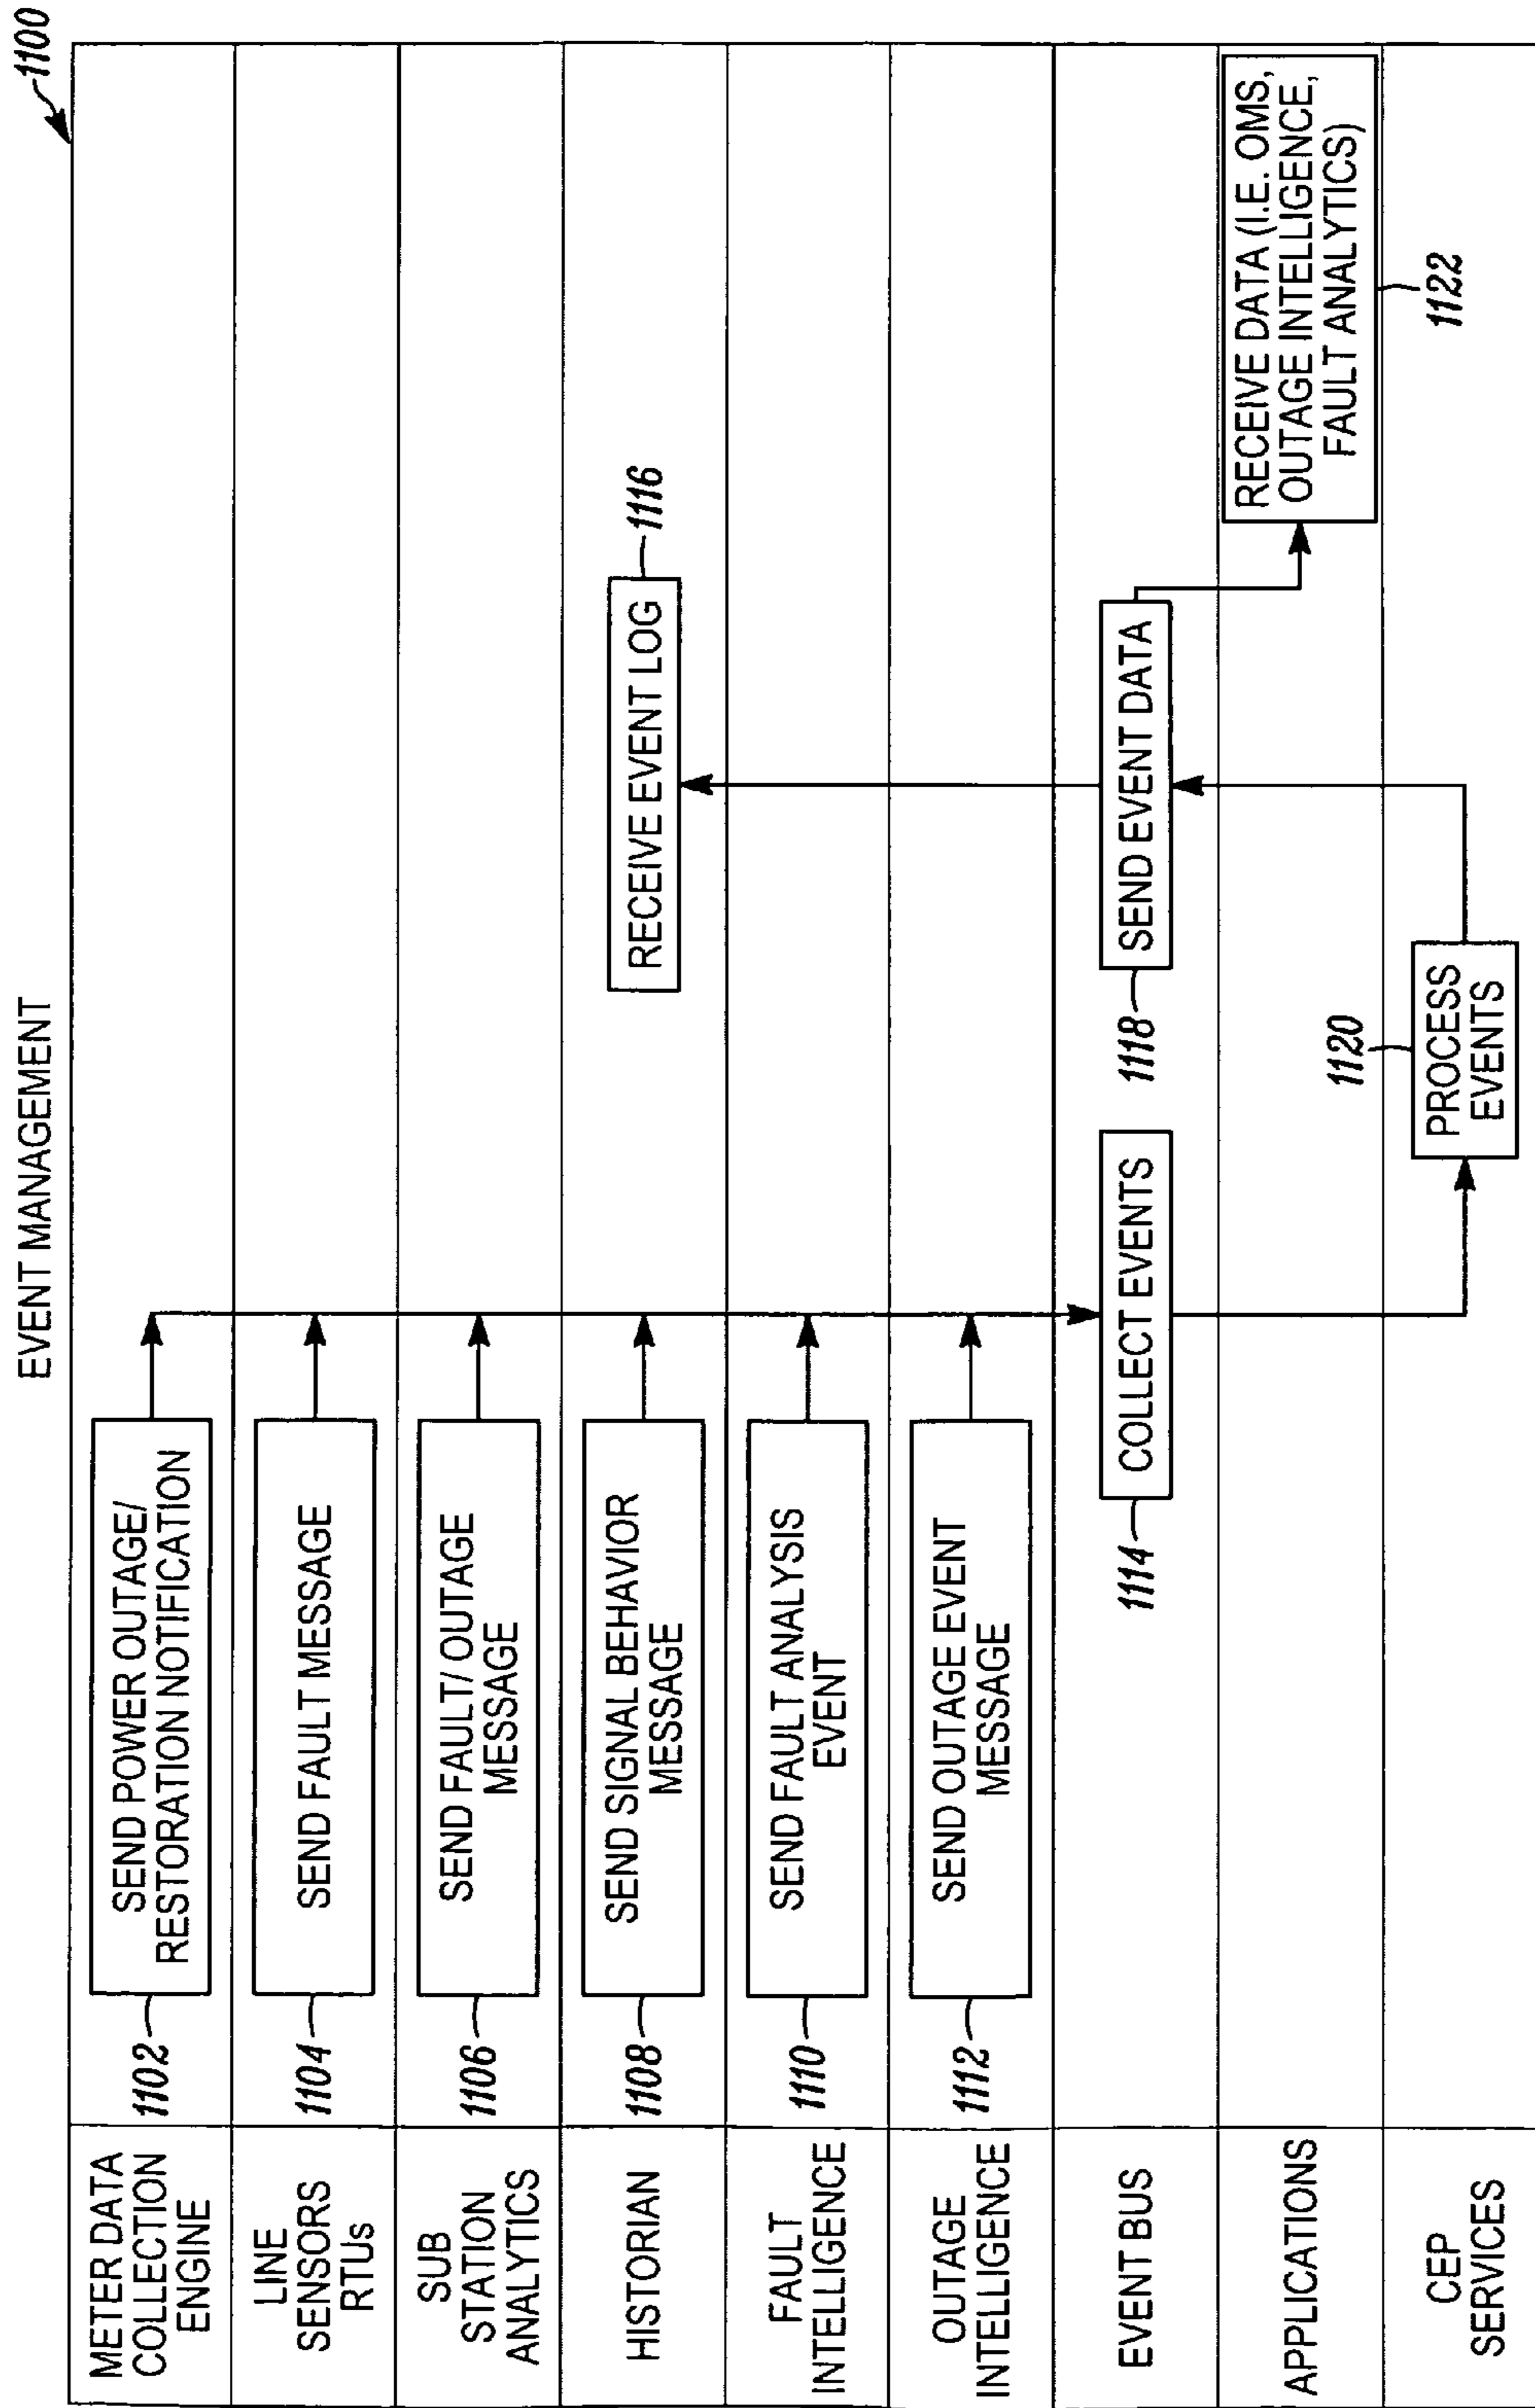 EVENT MANAGEMENT
1100
METER DATA
COLLECTION
ENGINE
1102
SEND POWER OUTAGE/
RESTORATION NOTIFICATION
LINE
SENSORS
RTUs
1104
SEND FAULT MESSAGE
SUB
STATION
ANALYTICS
1106
SEND FAULT/ OUTAGE
MESSAGE
HISTORIAN
1108
SEND SIGNAL BEHAVIOR
MESSAGE
RECEIVE EVENT LOG
1116
FAULT
INTELLIGENCE
1110
SEND FAULT ANALYSIS
EVENT
OUTAGE
INTELLIGENCE
1112
SEND OUTAGE EVENT
MESSAGE
EVENT BUS
1114
COLLECT EVENTS
1118
SEND EVENT DATA
APPLICATIONS
RECEIVE DATA (I.E. OMS,
OUTAGE INTELLIGENCE,
FAULT ANALYTICS)
1122
CEP
SERVICES
1120
PROCESS
EVENTS